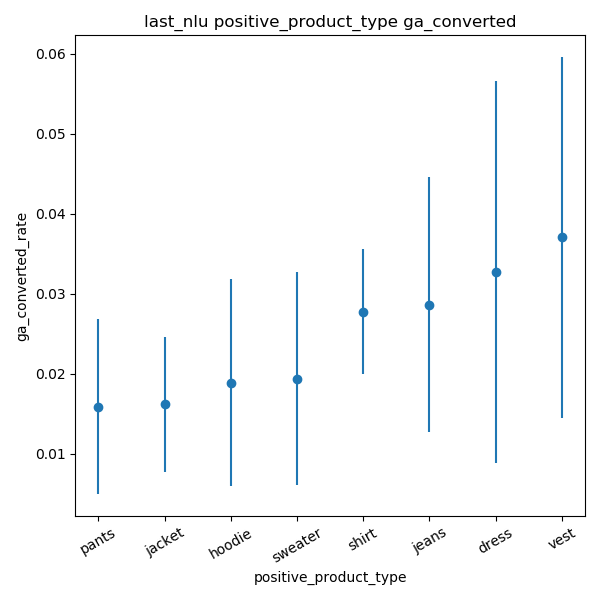 last_nlu positive_product_type ga_converted
0.06
0.05
0.04
0.03
0.02
0.01
ga_converted_rate
pants
jacket
hoodie
sweater
shirt
jeans
dress
vest
positive_product_type